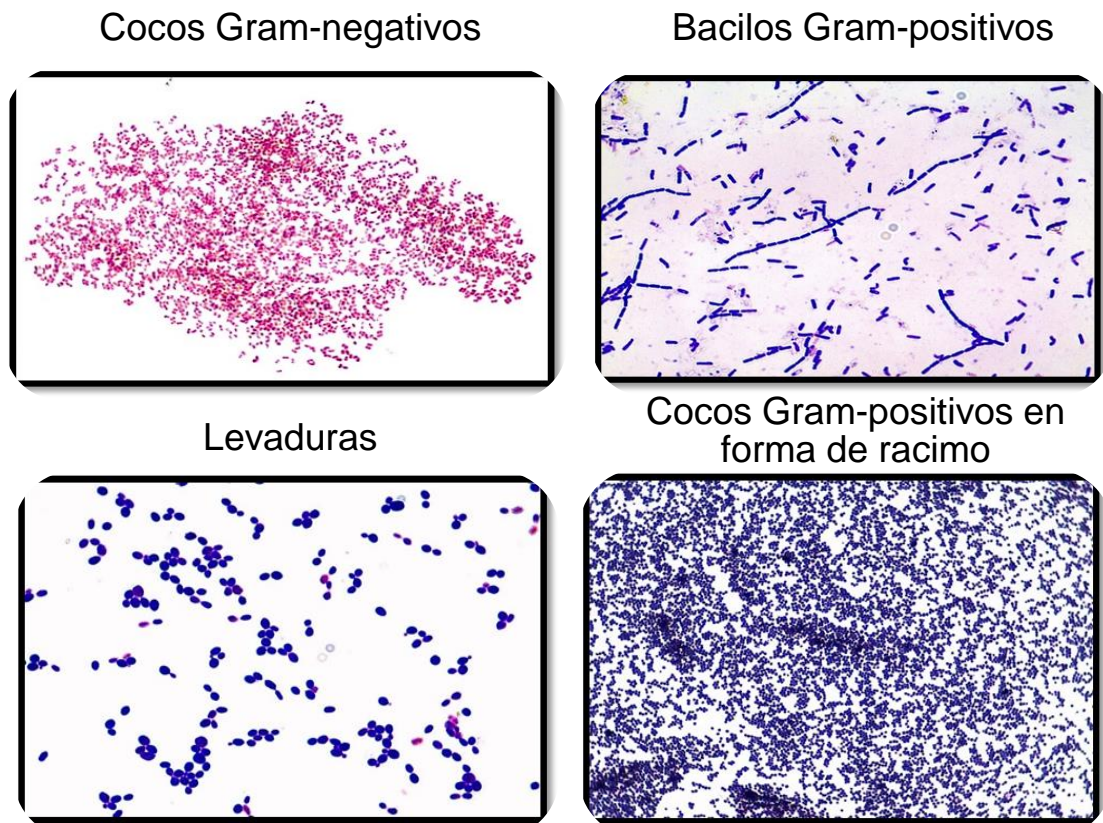 Cocos Gram-negativos
Bacilos Gram-positivos
Levaduras
Cocos Gram-positivos en
forma de racimo